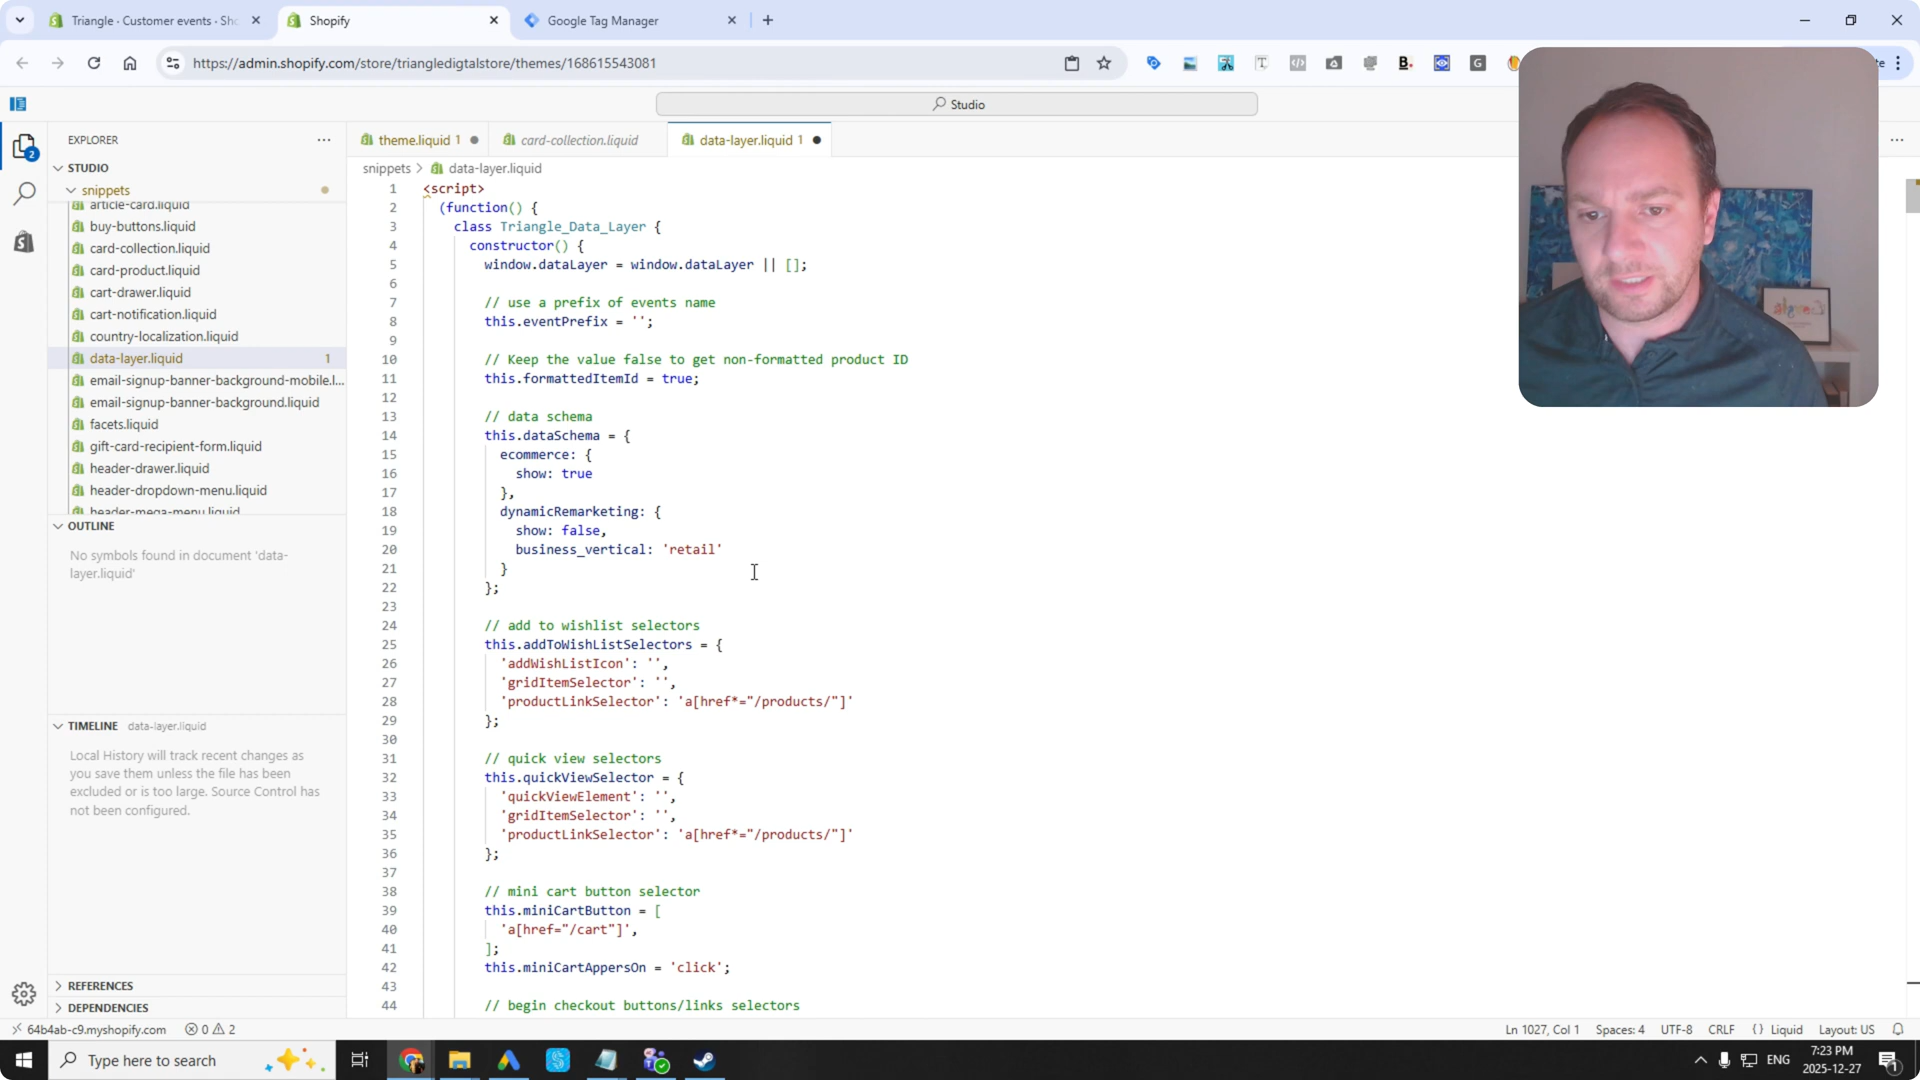 Triangle · Customer events · Sho
Shopify
Google Tag Manager
https://admin.shopify.com/store/triangledigtalstore/themes/168615543081
Studio
EXPLORER
theme.liquid 1
card-collection.liquid
data-layer.liquid 1
STUDIO
snippets > data-layer.liquid
snippets
article-card.liquid
buy-buttons.liquid
card-collection.liquid
card-product.liquid
cart-drawer.liquid
cart-notification.liquid
country-localization.liquid
data-layer.liquid 1
email-signup-banner-background-mobile.l...
email-signup-banner-background.liquid
facets.liquid
gift-card-recipient-form.liquid
header-drawer.liquid
header-dropdown-menu.liquid
header-mega-menu.liquid
OUTLINE
No symbols found in document 'data-
layer.liquid'
TIMELINE data-layer.liquid
Local History will track recent changes as
you save them unless the file has been
excluded or is too large. Source Control has
not been configured.
REFERENCES
DEPENDENCIES
1 <script>
2 (function() {
3 class Triangle_Data_Layer {
4 constructor() {
5 window.dataLayer = window.dataLayer || [];
6
7 // use a prefix of events name
8 this.eventPrefix = '';
9
10 // Keep the value false to get non-formatted product ID
11 this.formattedItemId = true;
12
13 // data schema
14 this.dataSchema = {
15 ecommerce: {
16 show: true
17 },
18 dynamicRemarketing: {
19 show: false,
20 business_vertical: 'retail'
21 }
22 };
23
24 // add to wishlist selectors
25 this.addToWishListSelectors = {
26 'addWishListIcon': '',
27 'gridItemSelector': '',
28 'productLinkSelector': 'a[href*="/products/"]'
29 };
30
31 // quick view selectors
32 this.quickViewSelector = {
33 'quickViewElement': '',
34 'gridItemSelector': '',
35 'productLinkSelector': 'a[href*="/products/"]'
36 };
37
38 // mini cart button selector
39 this.miniCartButton = [
40 'a[href="/cart"]',
41 ];
42 this.miniCartAppersOn = 'click';
43
44 // begin checkout buttons/links selectors
64b4ab-c9.myshopify.com 0 2
Ln 1027, Col 1 Spaces: 4 UTF-8 CRLF {} Liquid Layout: US
Type here to search
ENG
7:23 PM
2025-12-27